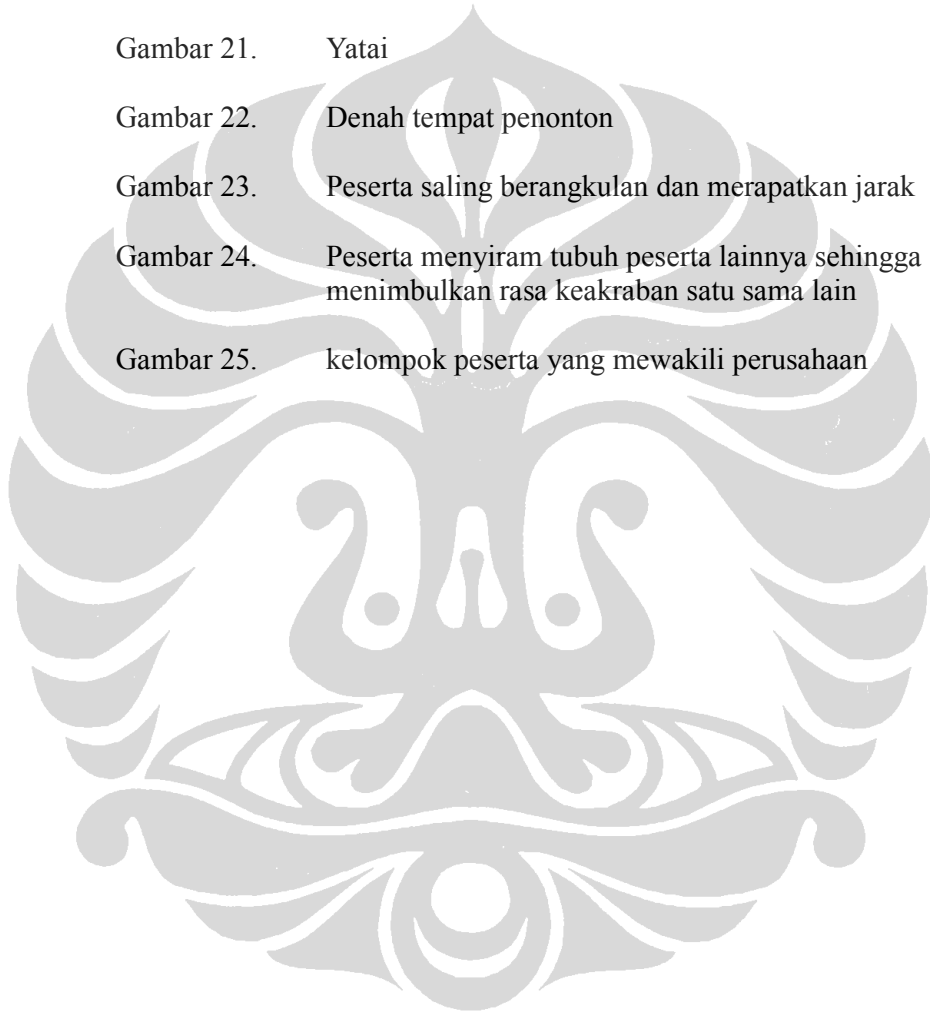 Gambar 21. Yatai
Gambar 22. Denah tempat penonton
Gambar 23. Peserta saling berangkulan dan merapatkan jarak
Gambar 24. Peserta menyiram tubuh peserta lainnya sehingga
menimbulkan rasa keakraban satu sama lain
Gambar 25. kelompok peserta yang mewakili perusahaan